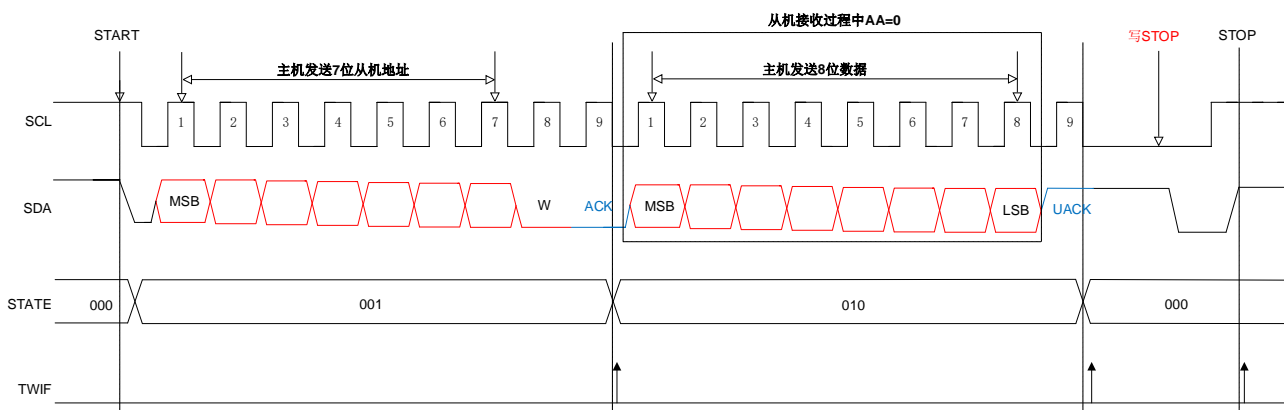 从机接收过程中AA=0
START
写STOP
STOP
主机发送7位从机地址
主机发送8位数据
SCL
1 2 3 4 5 6 7 8 9 1 2 3 4 5 6 7 8 9
SDA
MSB W ACK MSB LSB UACK
STATE 000 001 010 000
TWIF